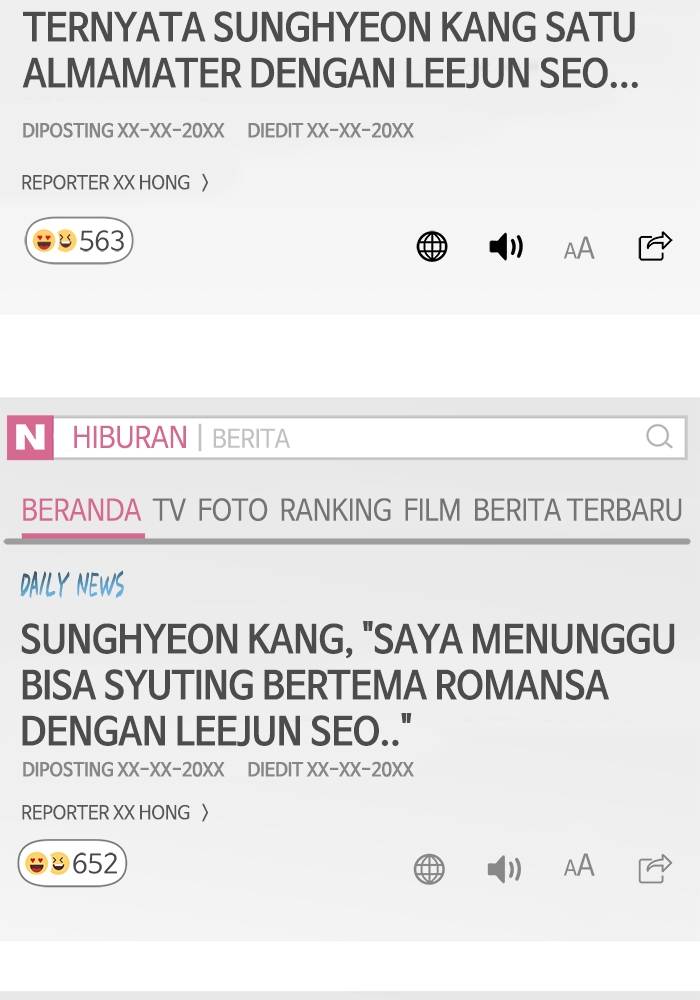 TERNYATA SUNGHYEON KANG SATU
ALMAMATER DENGAN LEEJUN SEO...
DIPOSTING XX-XX-20XX DIEDIT XX-XX-20XX
REPORTER XX HONG 〉
563
AA
N HIBURAN | BERITA
BERANDA TV FOTO RANKING FILM BERITA TERBARU
DAILY NEWS
SUNGHYEON KANG, "SAYA MENUNGGU
BISA SYUTING BERTEMA ROMANSA
DENGAN LEEJUN SEO.."
DIPOSTING XX-XX-20XX DIEDIT XX-XX-20XX
REPORTER XX HONG 〉
652
AA